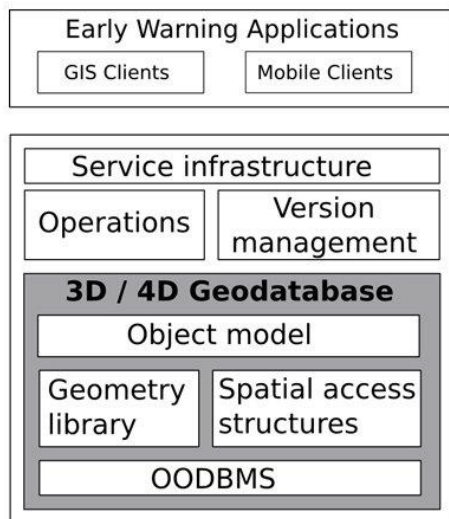 Early Warning Applications
GIS Clients
Mobile Clients
Service infrastructure
Operations
Version
management
3D / 4D Geodatabase
Object model
Geometry
library
Spatial access
structures
OODBMS